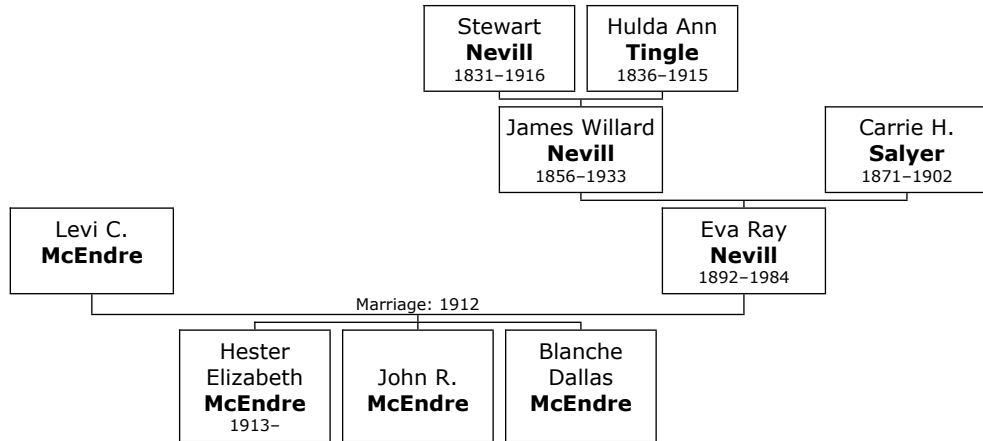 Stewart
Nevill
1831–1916
Hulda Ann
Tingle
1836–1915
James Willard
Nevill
1856–1933
Carrie H.
Salyer
1871–1902
Levi C.
McEndre
Eva Ray
Nevill
1892–1984
Marriage: 1912
Hester
Elizabeth
McEndre
1913–
John R.
McEndre
Blanche
Dallas
McEndre